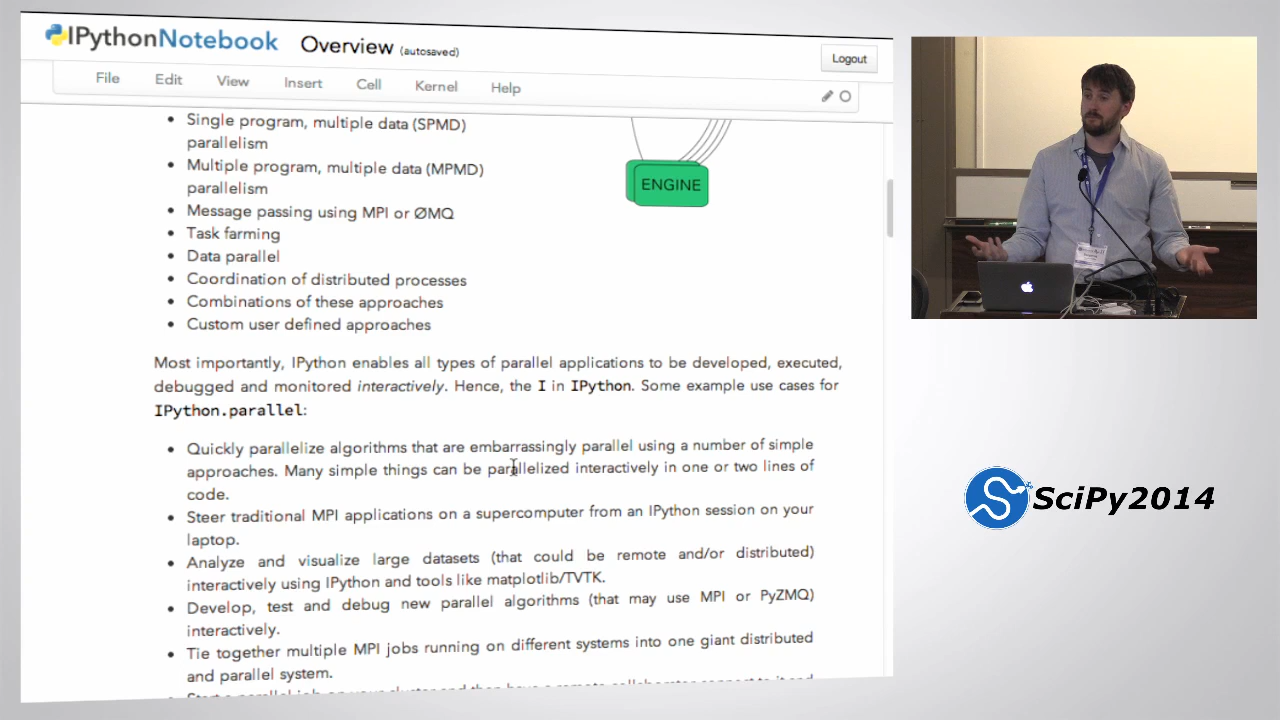 IPythonNotebook Overview (autosaved)
Logout
File Edit View Insert Cell Kernel Help
• Single program, multiple data (SPMD)
parallelism
• Multiple program, multiple data (MPMD)
parallelism
• Message passing using MPI or ØMQ
• Task farming
• Data parallel
• Coordination of distributed processes
• Combinations of these approaches
• Custom user defined approaches
ENGINE
Most importantly, IPython enables all types of parallel applications to be developed, executed,
debugged and monitored interactively. Hence, the I in IPython. Some example use cases for
IPython.parallel:
• Quickly parallelize algorithms that are embarrassingly parallel using a number of simple
approaches. Many simple things can be parallelized interactively in one or two lines of
code.
• Steer traditional MPI applications on a supercomputer from an IPython session on your
laptop.
• Analyze and visualize large datasets (that could be remote and/or distributed)
interactively using IPython and tools like matplotlib/TVTK.
• Develop, test and debug new parallel algorithms (that may use MPI or PyZMQ)
interactively.
• Tie together multiple MPI jobs running on different systems into one giant distributed
and parallel system.
SciPy2014